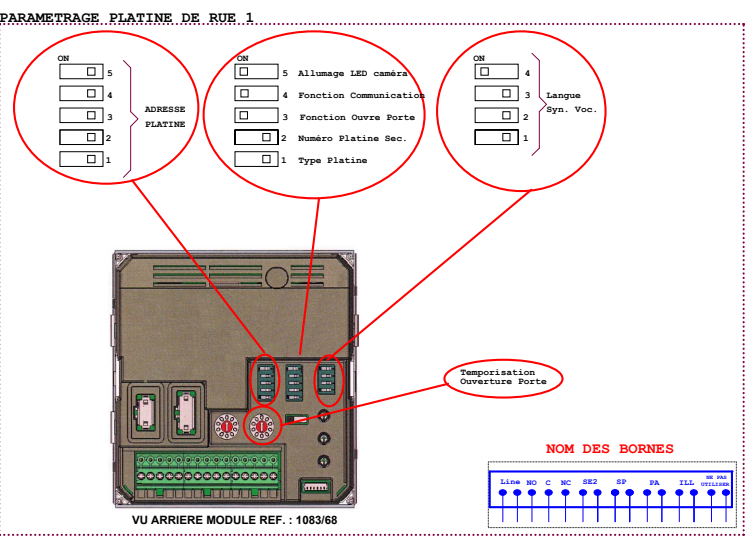 PARAMETRAGE PLATINE DE RUE 1
ON
5
4
3
2
1
ADRESSE
PLATINE
ON
5 Allumage LED caméra
4 Fonction Communication
3 Fonction Ouvre Porte
2 Numéro Platine Sec.
1 Type Platine
ON
4
3
2
1
Langue
Syn. Voc.
Temporisation
Ouverture Porte
NOM DES BORNES
Line NO C NC SE2 SP PA ILL NE PAS
UTILISER
VU ARRIERE MODULE REF. : 1083/68